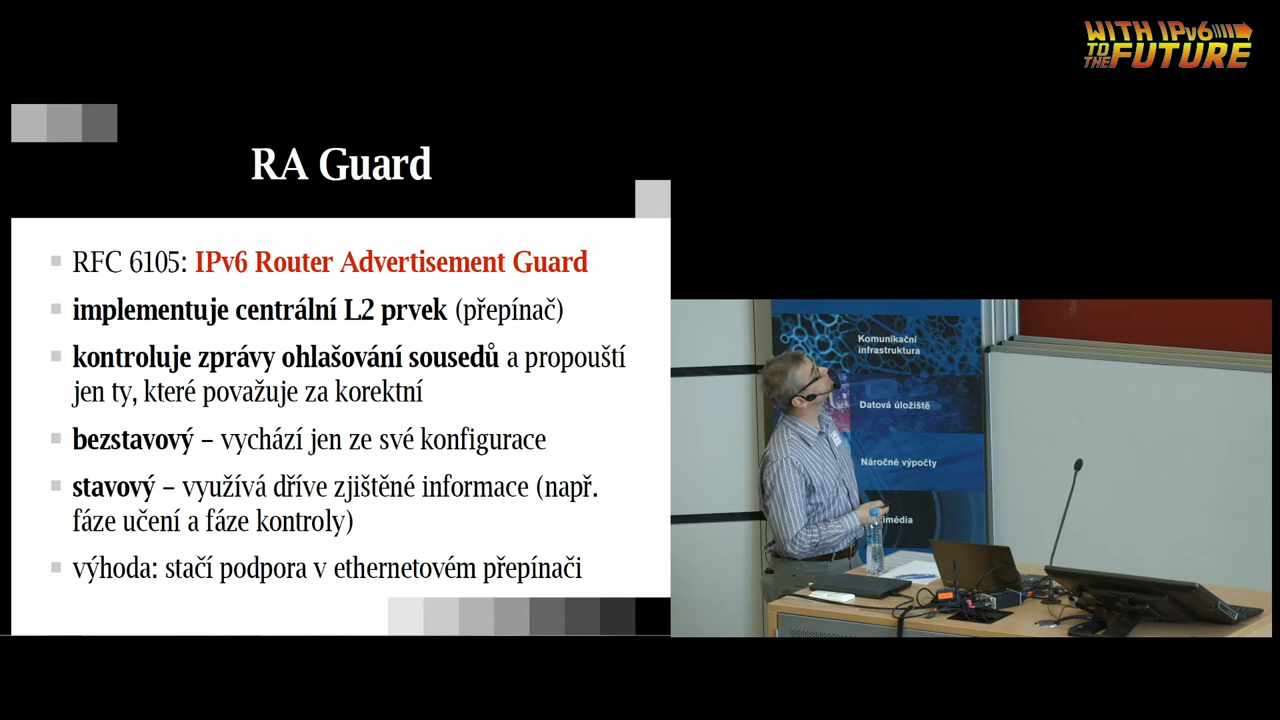 WITH IPv6
TO THE FUTURE
RA Guard
RFC 6105: IPv6 Router Advertisement Guard
implementuje centrální L2 prvek (přepínač)
kontroluje zprávy ohlašování sousedů a propouští
jen ty, které považuje za korektní
bezstavový – vychází jen ze své konfigurace
stavový – využívá dříve zjištěné informace (např.
fáze učení a fáze kontroly)
výhoda: stačí podpora v ethernetovém přepínači
Komunikační
infrastruktura
Datová úložiště
Náročné výpočty
imédia